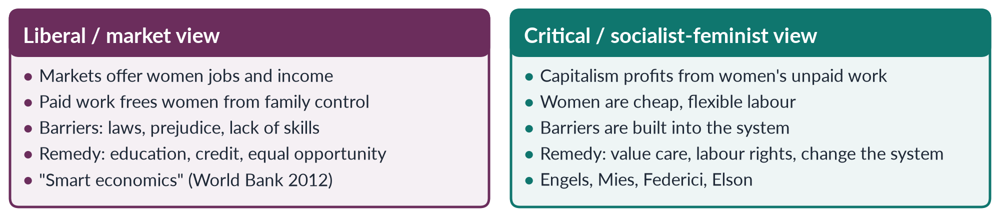 Liberal / market view
• Markets offer women jobs and income
• Paid work frees women from family control
• Barriers: laws, prejudice, lack of skills
• Remedy: education, credit, equal opportunity
• "Smart economics" (World Bank 2012)
Critical / socialist-feminist view
• Capitalism profits from women's unpaid work
• Women are cheap, flexible labour
• Barriers are built into the system
• Remedy: value care, labour rights, change the system
• Engels, Mies, Federici, Elson